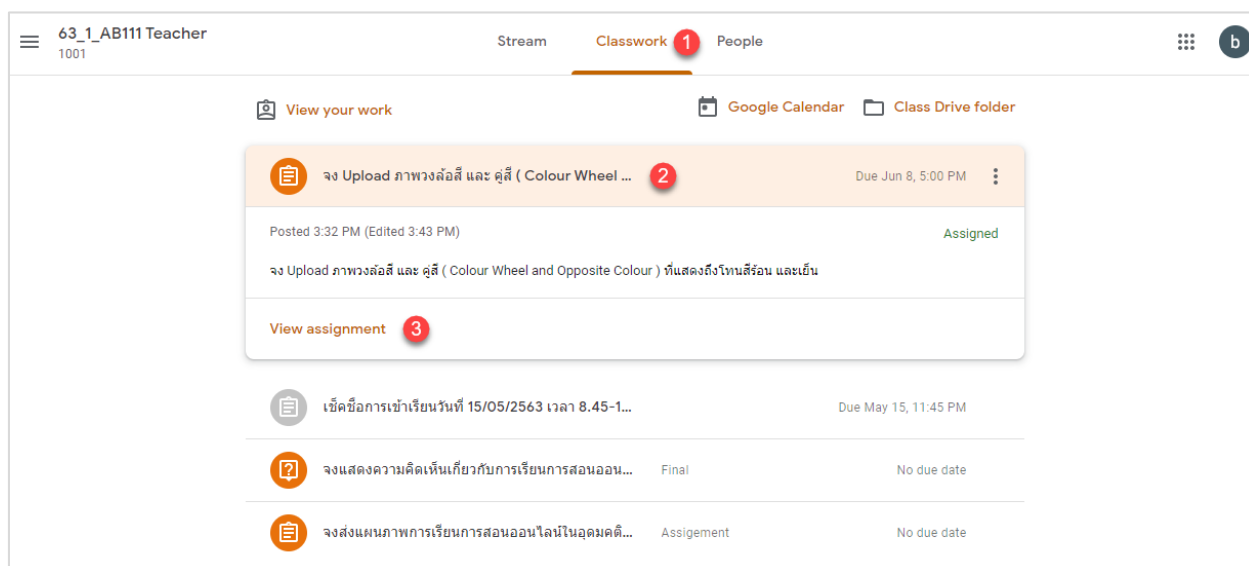 63_1_AB111 Teacher
1001
Stream
Classwork
1
People
b
View your work
Google Calendar
Class Drive folder
จง Upload ภาพวงล้อสี และ คู่สี ( Colour Wheel ...
2
Due Jun 8, 5:00 PM
Posted 3:32 PM (Edited 3:43 PM)
Assigned
จง Upload ภาพวงล้อสี และ คู่สี ( Colour Wheel and Opposite Colour ) ที่แสดงถึงโทนสีร้อน และเย็น
View assignment
3
เช็คชื่อการเข้าเรียนวันที่ 15/05/2563 เวลา 8.45-1...
Due May 15, 11:45 PM
จงแสดงความคิดเห็นเกี่ยวกับการเรียนการสอนออน...
Final
No due date
จงส่งแผนภาพการเรียนการสอนออนไลน์ในอุดมคติ...
Assigement
No due date